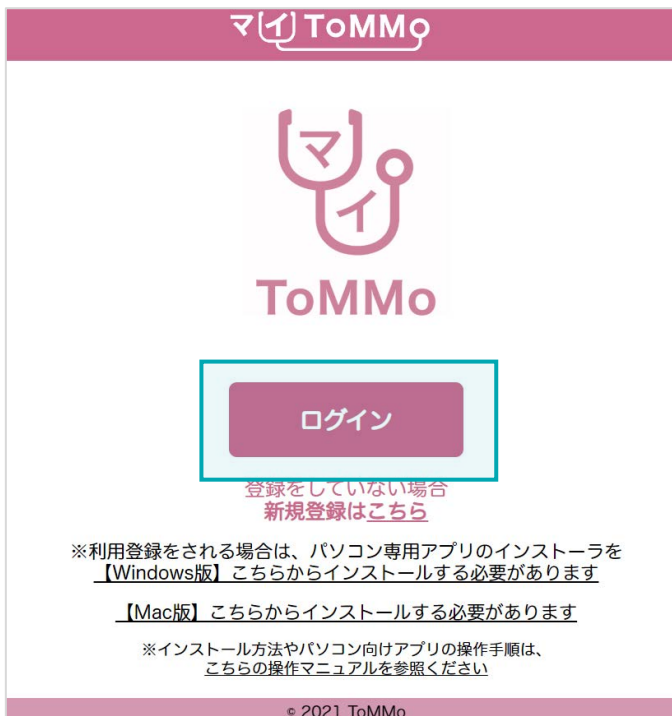 マイ ToMMo
マイ
ToMMo
ログイン
登録をしていない場合
新規登録はこちら
※利用登録をされる場合は、パソコン専用アプリのインストーラを
【Windows版】こちらからインストールする必要があります
【Mac版】こちらからインストールする必要があります
※インストール方法やパソコン向けアプリの操作手順は、
こちらの操作マニュアルを参照ください
© 2021 ToMMo